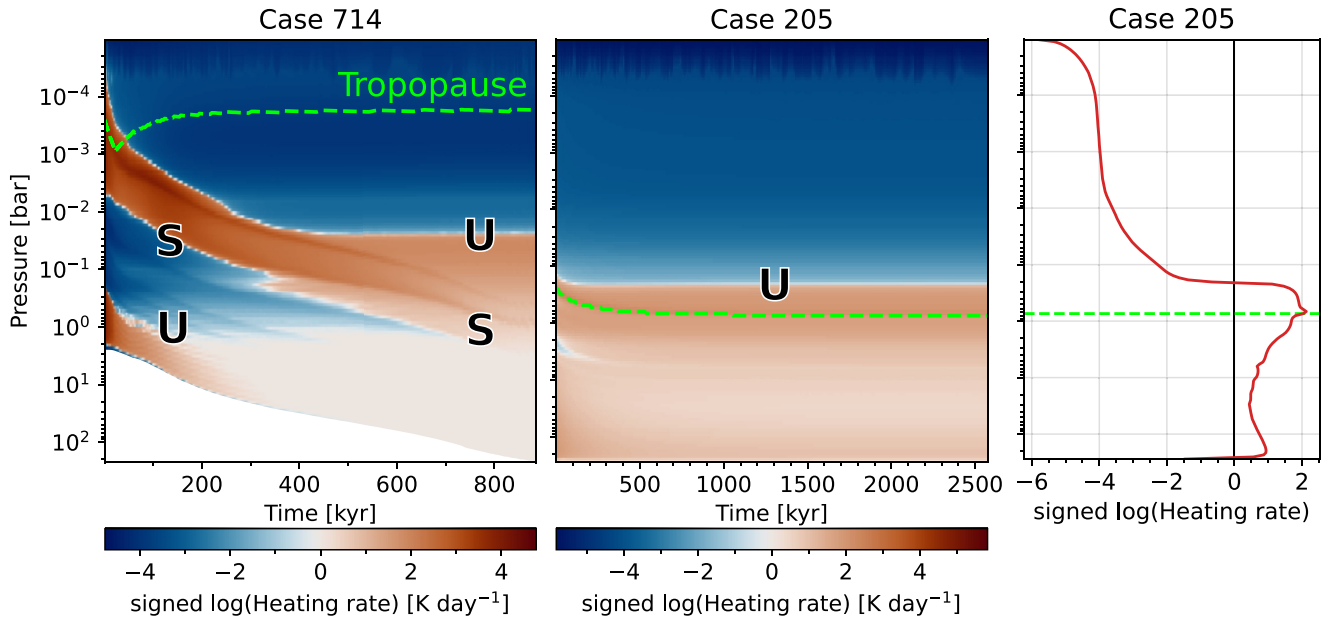 Case 714
Case 205
Case 205
Tropopause
S
U
U
S
U
Pressure [bar]
10⁻⁴
10⁻³
10⁻²
10⁻¹
10⁰
10¹
10²
200 400 600 800
500 1000 1500 2000 2500
−6 −4 −2 0 2
Time [kyr]
Time [kyr]
signed log(Heating rate)
−4 −2 0 2 4
−4 −2 0 2 4
signed log(Heating rate) [K day⁻¹]
signed log(Heating rate) [K day⁻¹]